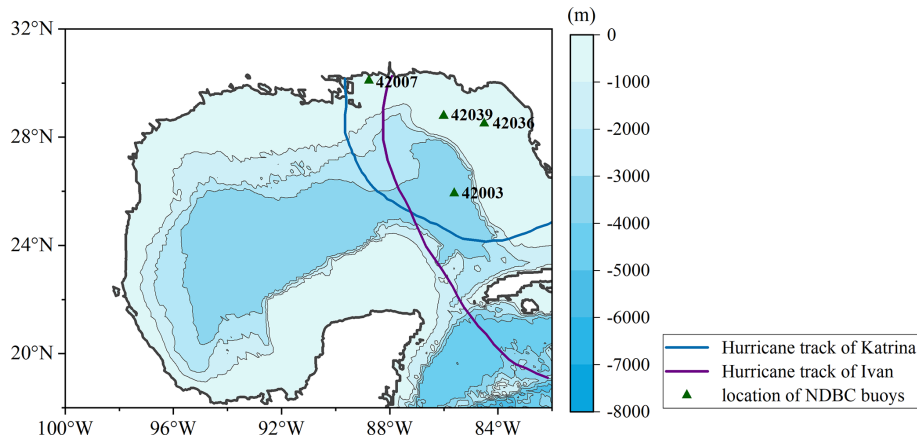 (m)
32°N
28°N
24°N
20°N
100°W
96°W
92°W
88°W
84°W
42007
42039
42036
42003
0
-1000
-2000
-3000
-4000
-5000
-6000
-7000
-8000
Hurricane track of Katrina
Hurricane track of Ivan
location of NDBC buoys